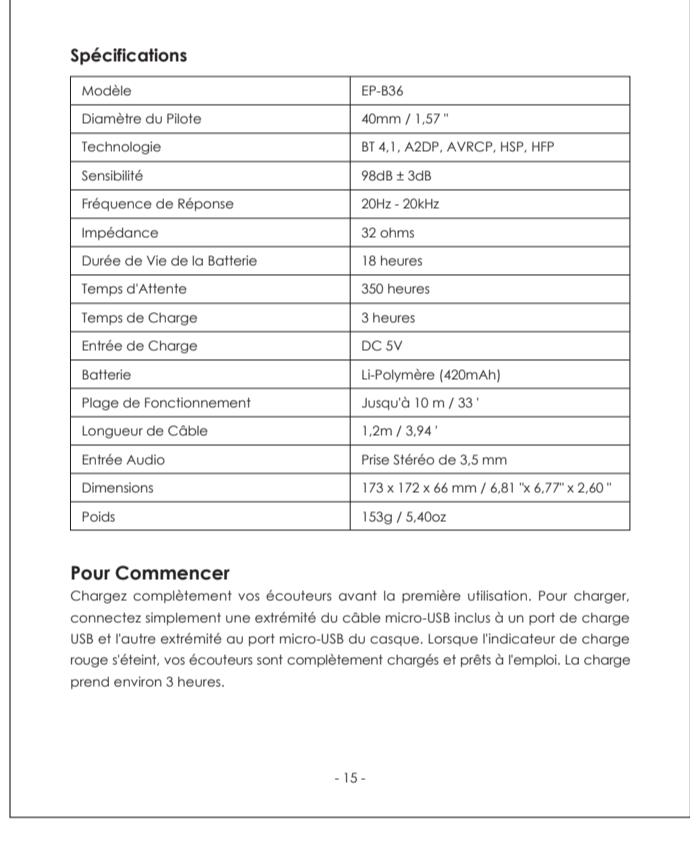 Spécifications
Modèle EP-B36
Diamètre du Pilote 40mm / 1,57 "
Technologie BT 4,1, A2DP, AVRCP, HSP, HFP
Sensibilité 98dB ± 3dB
Fréquence de Réponse 20Hz - 20kHz
Impédance 32 ohms
Durée de Vie de la Batterie 18 heures
Temps d'Attente 350 heures
Temps de Charge 3 heures
Entrée de Charge DC 5V
Batterie Li-Polymère (420mAh)
Plage de Fonctionnement Jusqu'à 10 m / 33 '
Longueur de Câble 1,2m / 3,94 '
Entrée Audio Prise Stéréo de 3,5 mm
Dimensions 173 x 172 x 66 mm / 6,81 "x 6,77" x 2,60 "
Poids 153g / 5,40oz
Pour Commencer
Chargez complètement vos écouteurs avant la première utilisation. Pour charger,
connectez simplement une extrémité du câble micro-USB inclus à un port de charge
USB et l'autre extrémité au port micro-USB du casque. Lorsque l'indicateur de charge
rouge s'éteint, vos écouteurs sont complètement chargés et prêts à l'emploi. La charge
prend environ 3 heures.
- 15 -